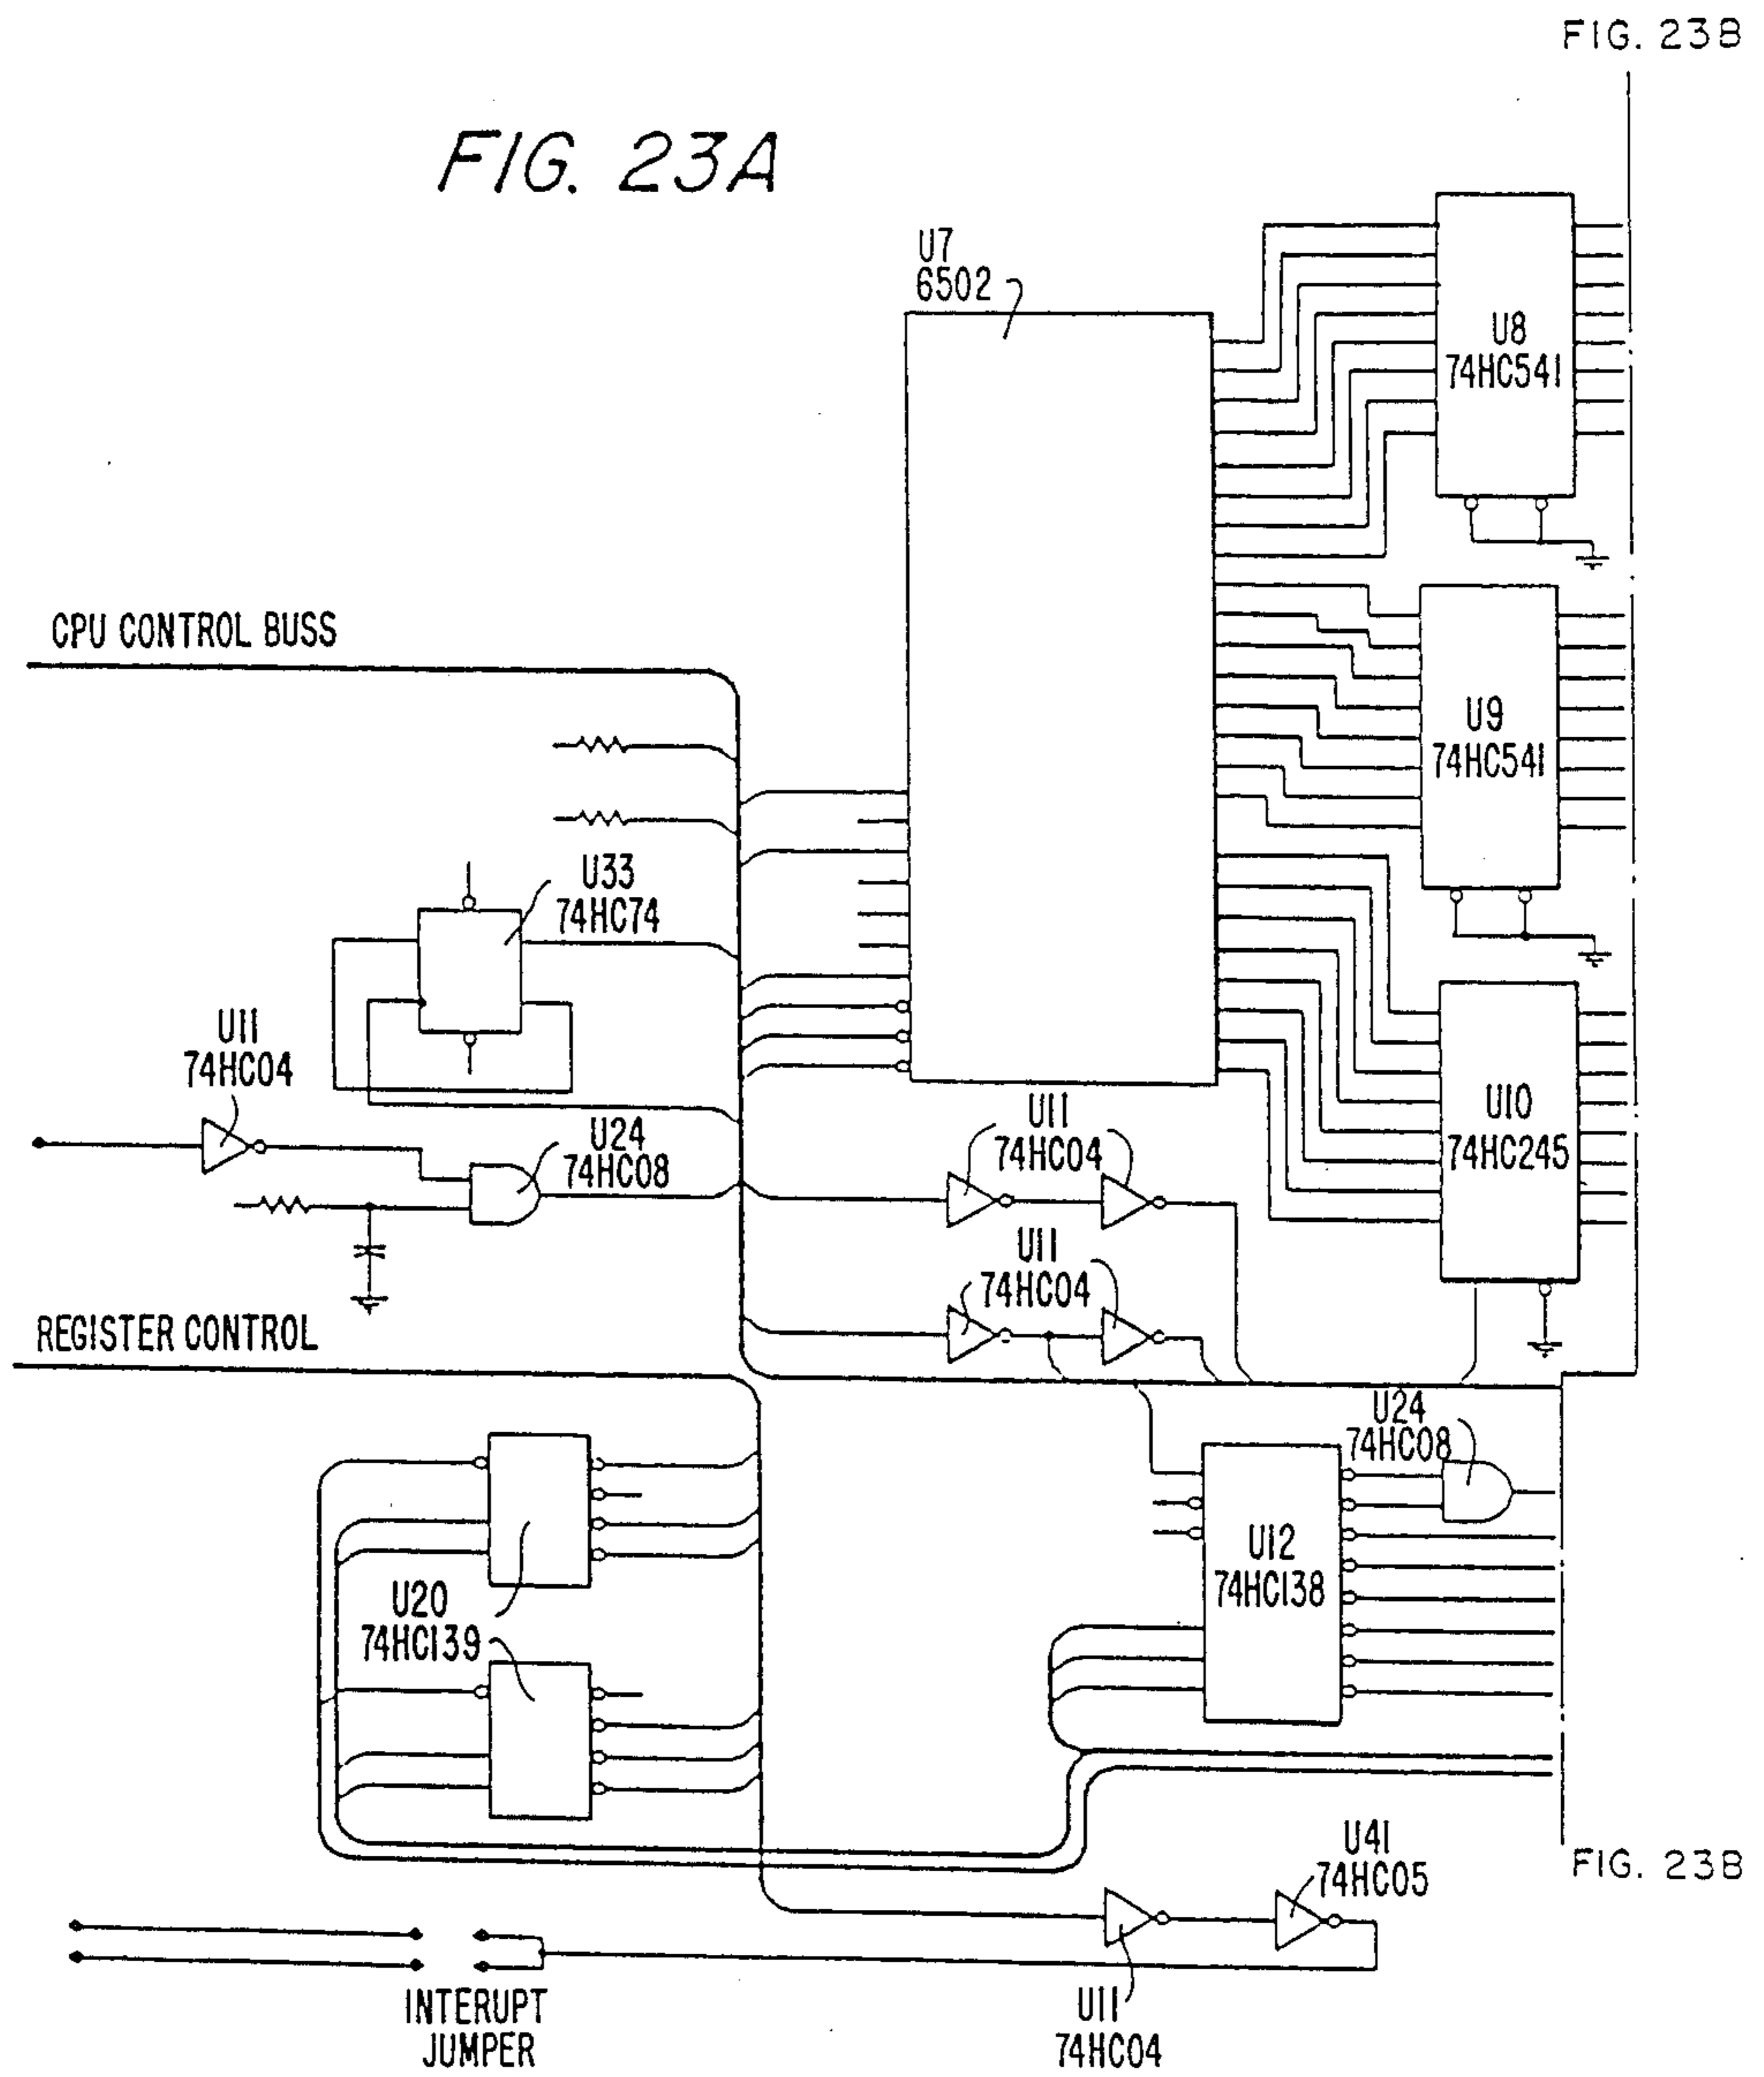 FIG. 23B
FIG. 23A
U7
6502
U8
74HC541
CPU CONTROL BUSS
U9
74HC541
U33
74HC74
U11
74HC04
U10
74HC245
U24
74HC08
U11
74HC04
U11
74HC04
REGISTER CONTROL
U24
74HC08
U12
74HC138
U20
74HC139
U41
74HC05
FIG. 23B
INTERUPT
JUMPER
U11
74HC04